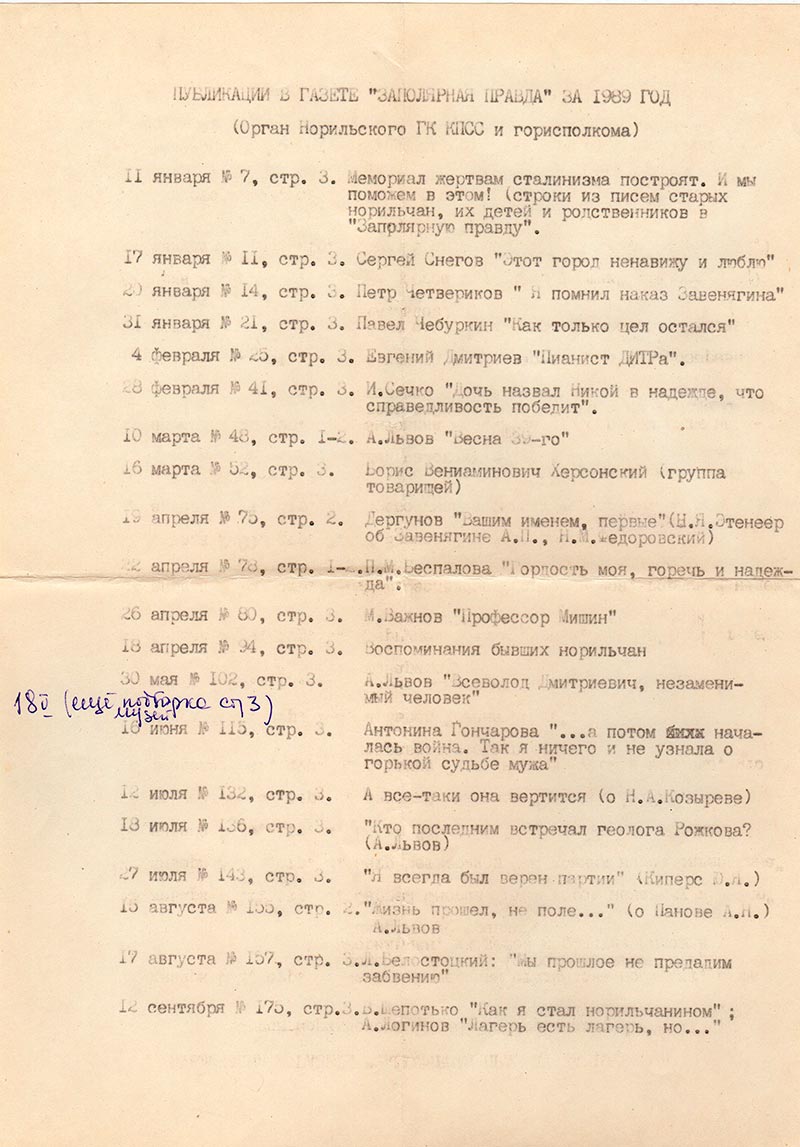 ПУБЛИКАЦИИ В ГАЗЕТЕ "ЗАПОЛЯРНАЯ ПРАВДА" ЗА 1989 ГОД
(Орган Норильского ГК КПСС и горисполкома)
11 января № 7, стр. 3. Мемориал жертвам сталинизма построят. И мы
поможем в этом! (строки из писем старых
норильчан, их детей и родственников в
"Заплярную правду".
17 января № 11, стр. 3. Сергей Снегов "Этот город ненавижу и люблю"
20 января № 14, стр. 3. Петр Четвериков " Я помнил наказ Завенягина"
31 января № 21, стр. 3. Павел Чебуркин "Как только цел остался"
4 февраля № 25, стр. 3. Евгений Дмитриев "Пианист ДИТРа".
28 февраля № 41, стр. 3. И.Сечко "Дочь назвал Никой в надежде, что
справедливость победит".
10 марта № 48, стр. 1-2. А.Львов "Весна 39-го"
16 марта № 52, стр. 3. Борис Вениаминович Херсонский (группа
товарищей)
19 апреля № 75, стр. 2. Дергунов "Вашим именем, первые"(Н.Я.Стенеер
об Завенягине А.П., Н.М.Федоровский)
22 апреля № 78, стр. 1- .М.Беспалова "Гордость моя, горечь и надеж-
да".
26 апреля № 80, стр. 3. М.Важнов "Профессор Мишин"
18 апреля № 94, стр. 3. Воспоминания бывших норильчан
30 мая № 102, стр. 3. А.Львов "Всеволод Дмитриевич, незамени-
мый человек"
18 V (ещё подборка стр 3)
музей
16 июня № 115, стр. 3. Антонина Гончарова "...а потом нача-
лась война. Так я ничего и не узнала о
горькой судьбе мужа"
12 июля № 132, стр. 3. А все-таки она вертится (о Н.А.Козыреве)
18 июля № 136, стр. 3. "Кто последним встречал геолога Рожкова?
(А.Львов)
27 июля № 143, стр. 3. "Я всегда был верен партии" (Киперс .)
15 августа № 155, стр. 2."Жизнь прошел, не поле..." (о Панове А.П.)
А.Львов
17 августа № 157, стр. 3.Л.Белостоцкий: "Мы прошлое не предадим
забвению"
12 сентября № 175, стр.3.В.Лепотько "Как я стал норильчанином" ;
А.Логинов "Лагерь есть лагерь, но..."